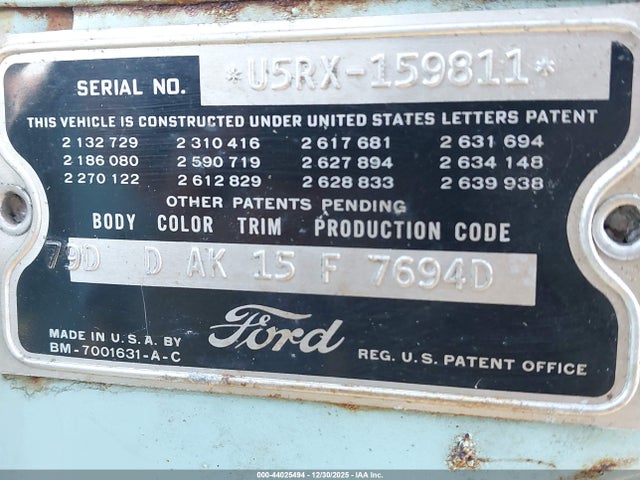 SERIAL NO. *U5RX-159811*
THIS VEHICLE IS CONSTRUCTED UNDER UNITED STATES LETTERS PATENT
2 132 729 2 310 416 2 617 681 2 631 694
2 186 080 2 590 719 2 627 894 2 634 148
2 270 122 2 612 829 2 628 833 2 639 938
OTHER PATENTS PENDING
BODY COLOR TRIM PRODUCTION CODE
79D D AK 15 F 7694D
MADE IN U.S.A. BY
BM-7001631-A-C
Ford
REG. U.S. PATENT OFFICE
000-44025494 - 12/30/2025 - IAA Inc.